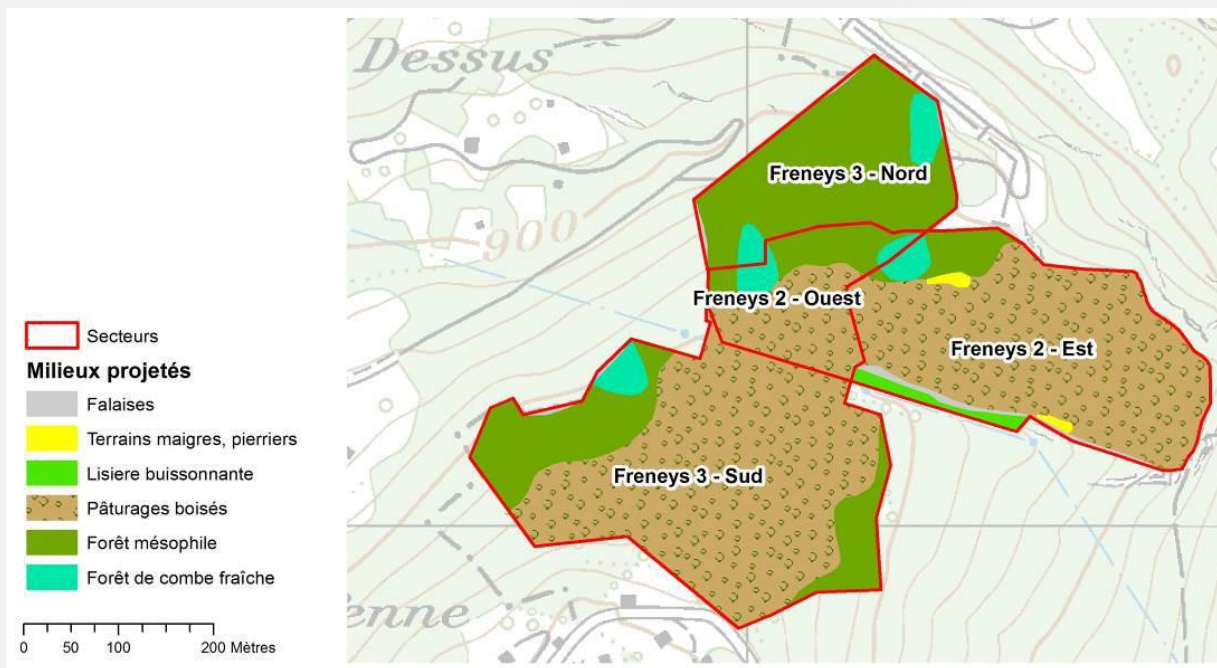 Dessus
Freneys 3 - Nord
900
Freneys 2 - Ouest
Freneys 2 - Est
Freneys 3 - Sud
enne
Secteurs
Milieux projetés
Falaises
Terrains maigres, pierriers
Lisiere buissonnante
Pâturages boisés
Forêt mésophile
Forêt de combe fraîche
0 50 100 200 Mètres